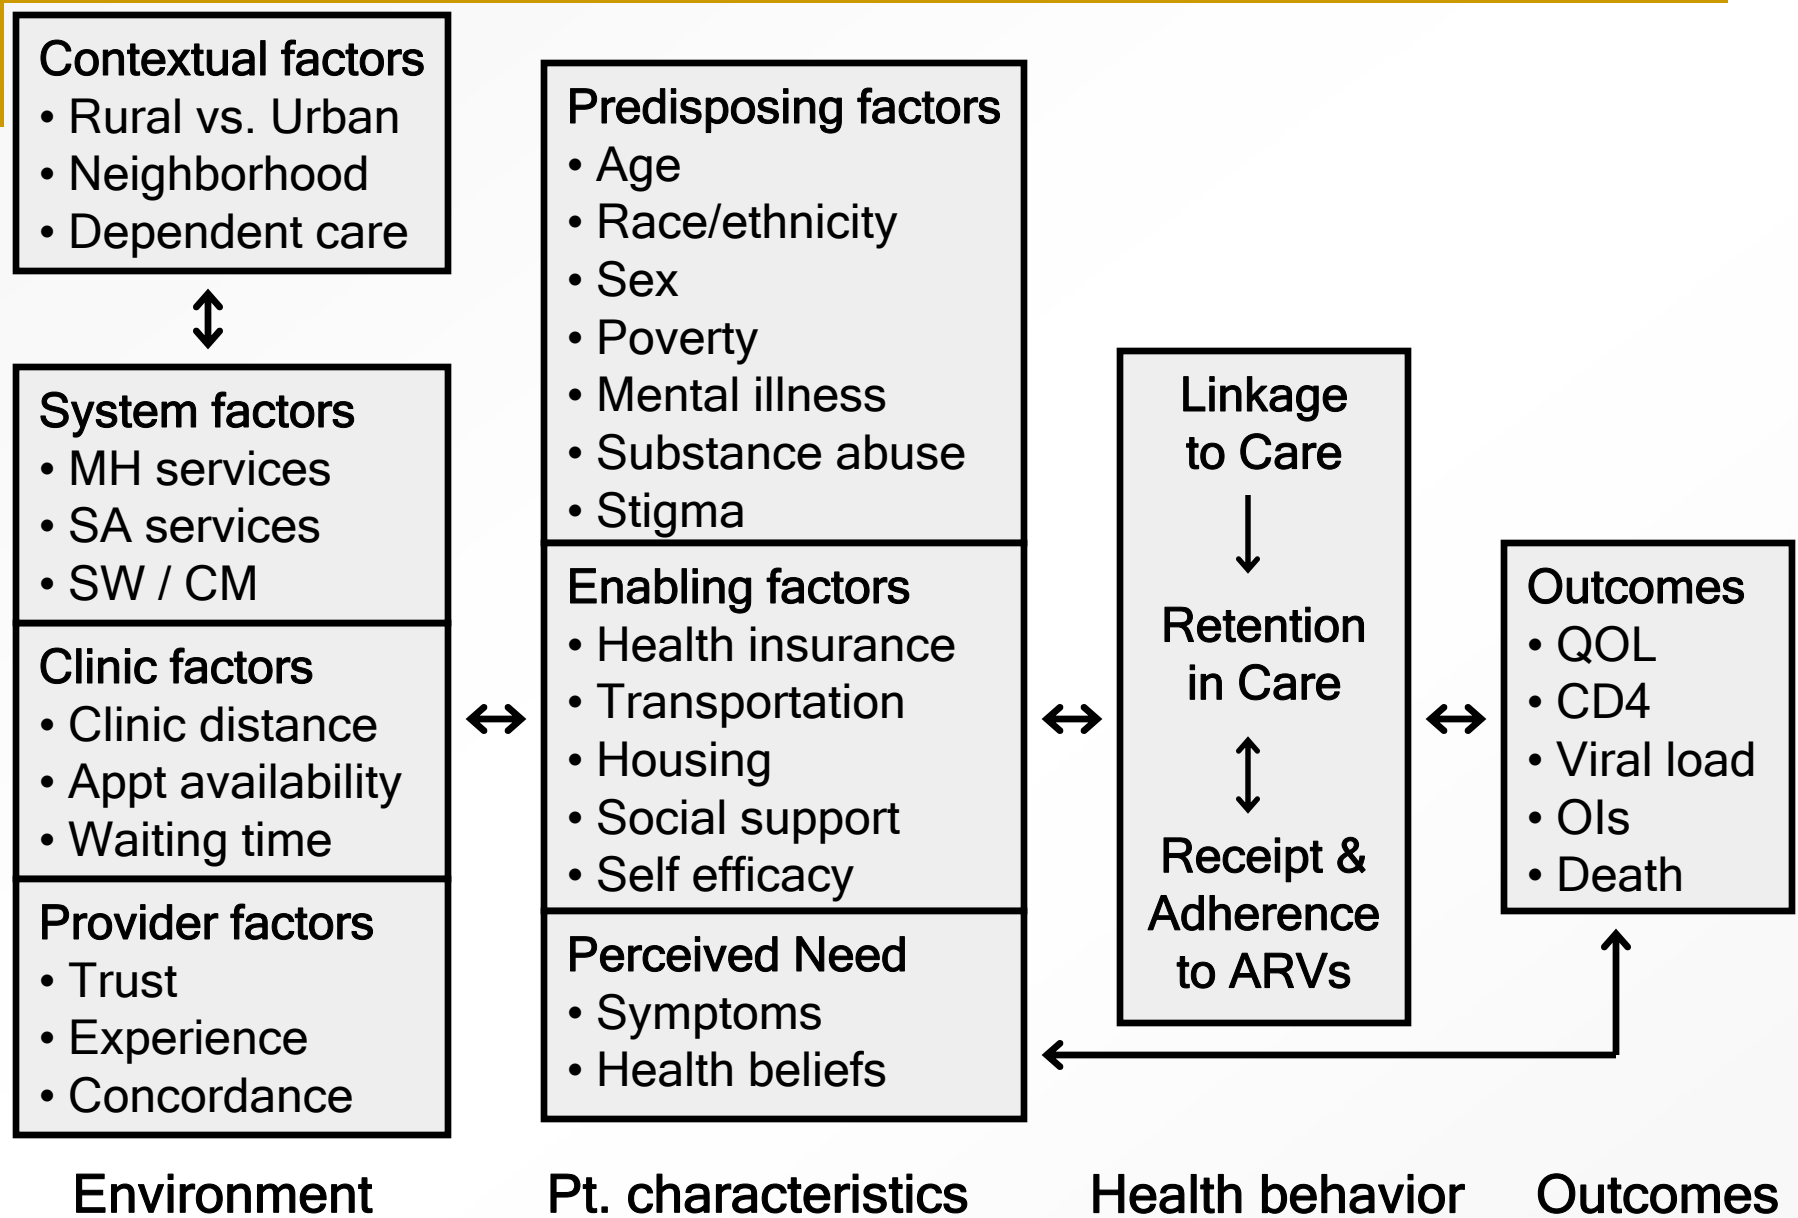 Contextual factors
• Rural vs. Urban
• Neighborhood
• Dependent care
System factors
• MH services
• SA services
• SW / CM
Clinic factors
• Clinic distance
• Appt availability
• Waiting time
Provider factors
• Trust
• Experience
• Concordance
Environment
Predisposing factors
• Age
• Race/ethnicity
• Sex
• Poverty
• Mental illness
• Substance abuse
• Stigma
Enabling factors
• Health insurance
• Transportation
• Housing
• Social support
• Self efficacy
Perceived Need
• Symptoms
• Health beliefs
Pt. characteristics
Linkage
to Care
Retention
in Care
Receipt &
Adherence
to ARVs
Health behavior
Outcomes
• QOL
• CD4
• Viral load
• OIs
• Death
Outcomes